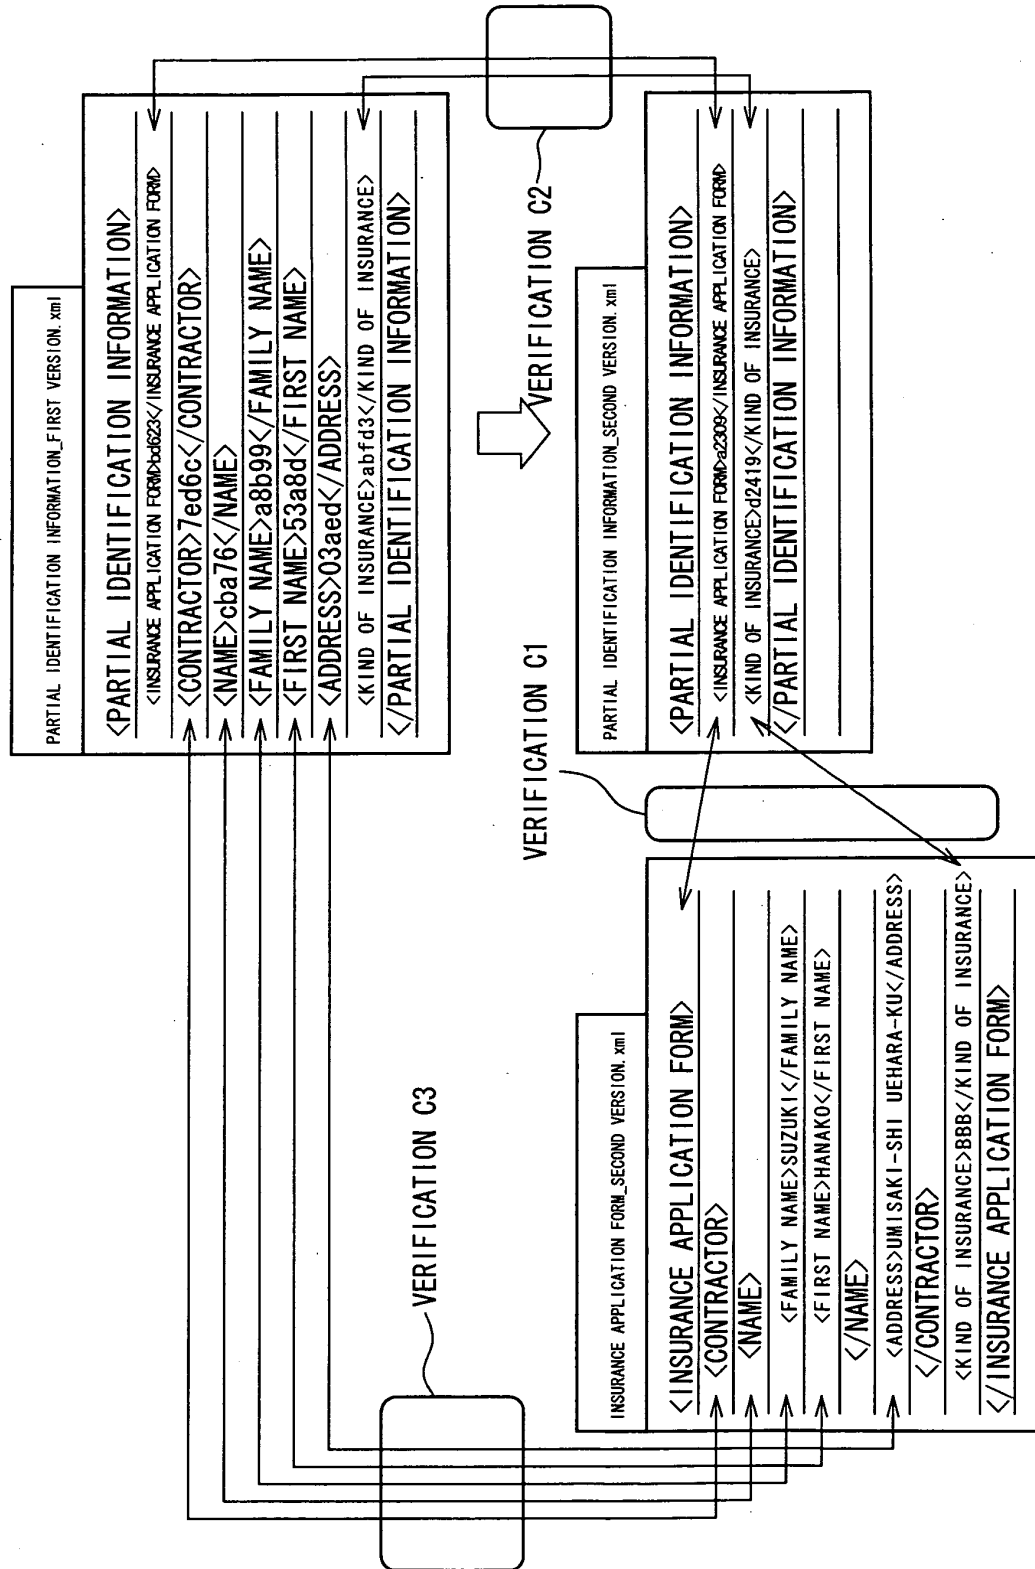 PARTIAL IDENTIFICATION INFORMATION_FIRST VERSION.xml
<PARTIAL IDENTIFICATION INFORMATION>
<INSURANCE APPLICATION FORM>bd623</INSURANCE APPLICATION FORM>
<CONTRACTOR>7ed6c</CONTRACTOR>
<NAME>cba76</NAME>
<FAMILY NAME>a8b99</FAMILY NAME>
<FIRST NAME>53a8d</FIRST NAME>
<ADDRESS>03aed</ADDRESS>
<KIND OF INSURANCE>abfd3</KIND OF INSURANCE>
</PARTIAL IDENTIFICATION INFORMATION>
VERIFICATION C3
VERIFICATION C1
VERIFICATION C2
INSURANCE APPLICATION FORM_SECOND VERSION.xml
<INSURANCE APPLICATION FORM>
<CONTRACTOR>
<NAME>
<FAMILY NAME>SUZUKI</FAMILY NAME>
<FIRST NAME>HANAKO</FIRST NAME>
</NAME>
<ADDRESS>UMISAKI-SHI UEHARA-KU</ADDRESS>
</CONTRACTOR>
<KIND OF INSURANCE>BBB</KIND OF INSURANCE>
</INSURANCE APPLICATION FORM>
PARTIAL IDENTIFICATION INFORMATION_SECOND VERSION.xml
<PARTIAL IDENTIFICATION INFORMATION>
<INSURANCE APPLICATION FORM>a2309</INSURANCE APPLICATION FORM>
<KIND OF INSURANCE>d2419</KIND OF INSURANCE>
</PARTIAL IDENTIFICATION INFORMATION>